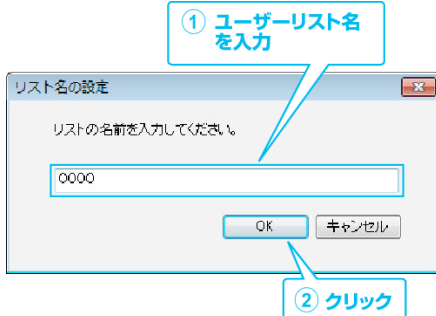 ① ユーザーリスト名
を入力
リスト名の設定
リストの名前を入力してください。
OOOO
OK
キャンセル
② クリック